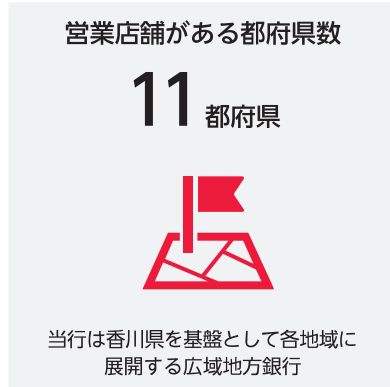 営業店舗がある都府県数
11 都府県
当行は香川県を基盤として各地域に
展開する広域地方銀行